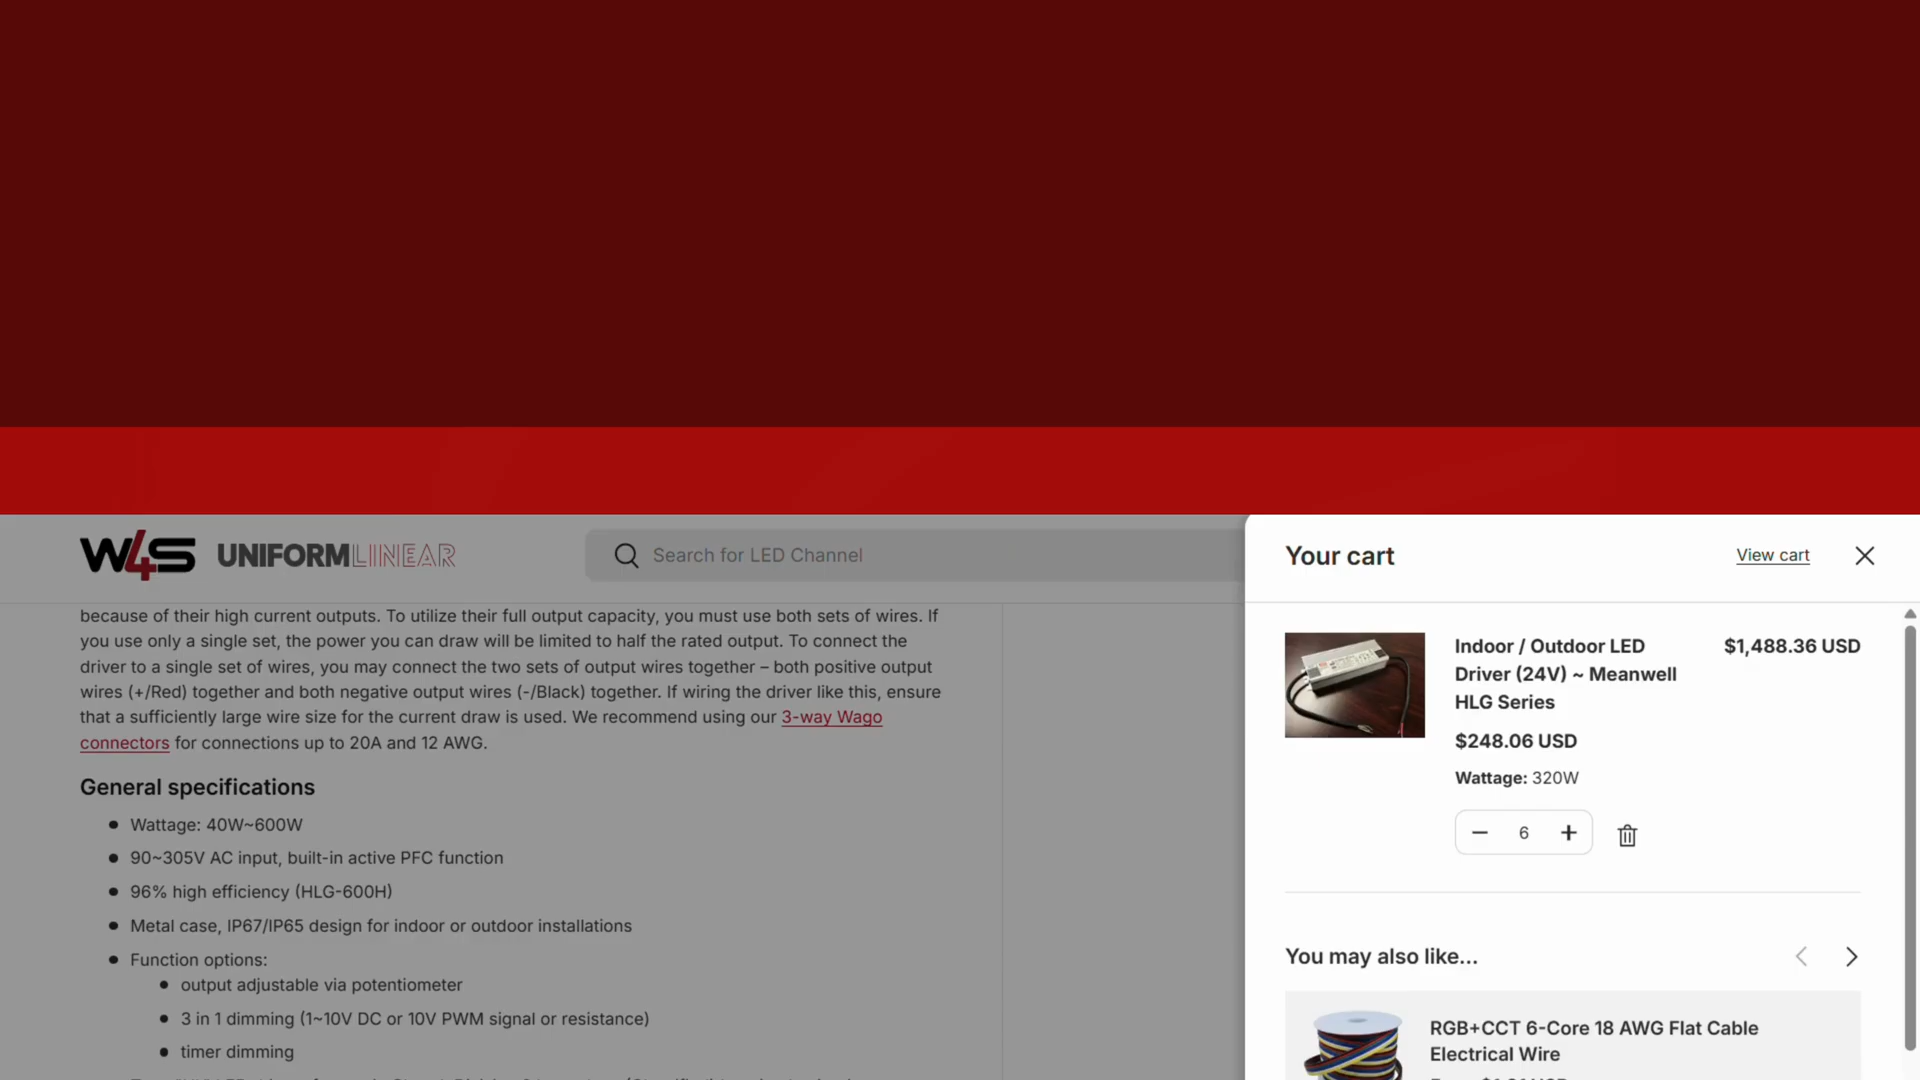 W4S UNIFORMLINEAR
Search for LED Channel
because of their high current outputs. To utilize their full output capacity, you must use both sets of wires. If
you use only a single set, the power you can draw will be limited to half the rated output. To connect the
driver to a single set of wires, you may connect the two sets of output wires together – both positive output
wires (+/Red) together and both negative output wires (-/Black) together. If wiring the driver like this, ensure
that a sufficiently large wire size for the current draw is used. We recommend using our 3-way Wago
connectors for connections up to 20A and 12 AWG.
General specifications
Wattage: 40W~600W
90~305V AC input, built-in active PFC function
96% high efficiency (HLG-600H)
Metal case, IP67/IP65 design for indoor or outdoor installations
Function options:
output adjustable via potentiometer
3 in 1 dimming (1~10V DC or 10V PWM signal or resistance)
timer dimming
Your cart
View cart
Indoor / Outdoor LED
Driver (24V) ~ Meanwell
HLG Series
$1,488.36 USD
$248.06 USD
Wattage: 320W
6
You may also like...
RGB+CCT 6-Core 18 AWG Flat Cable
Electrical Wire